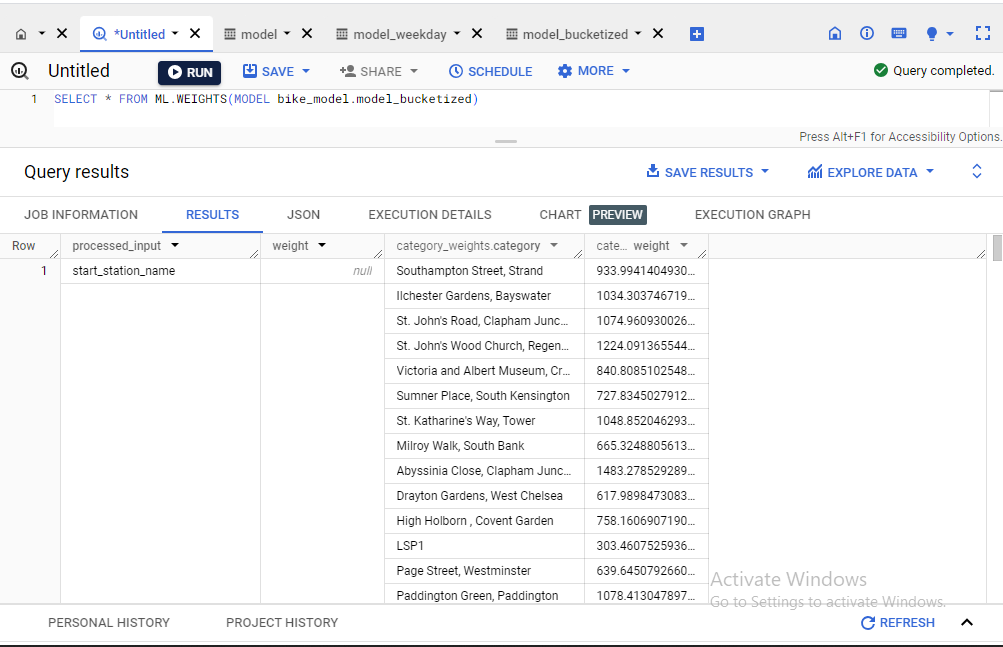 *Untitled model model_weekday model_bucketized
Untitled RUN SAVE SHARE SCHEDULE MORE Query completed.
1 SELECT * FROM ML.WEIGHTS(MODEL bike_model.model_bucketized)
Press Alt+F1 for Accessibility Options.
Query results SAVE RESULTS EXPLORE DATA
JOB INFORMATION RESULTS JSON EXECUTION DETAILS CHART PREVIEW EXECUTION GRAPH
Row processed_input weight category_weights.category cate... weight
1 start_station_name null Southampton Street, Strand 933.9941404930...
Ilchester Gardens, Bayswater 1034.303746719...
St. John's Road, Clapham Junc... 1074.960930026...
St. John's Wood Church, Regen... 1224.091365544...
Victoria and Albert Museum, Cr... 840.8085102548...
Sumner Place, South Kensington 727.8345027912...
St. Katharine's Way, Tower 1048.852046293...
Milroy Walk, South Bank 665.3248805613...
Abyssinia Close, Clapham Junc... 1483.278529289...
Drayton Gardens, West Chelsea 617.9898473083...
High Holborn , Covent Garden 758.1606907190...
LSP1 303.4607525936...
Page Street, Westminster 639.6450792660...
Paddington Green, Paddington 1078.413047897...
Activate Windows
Go to Settings to activate Windows.
PERSONAL HISTORY PROJECT HISTORY REFRESH